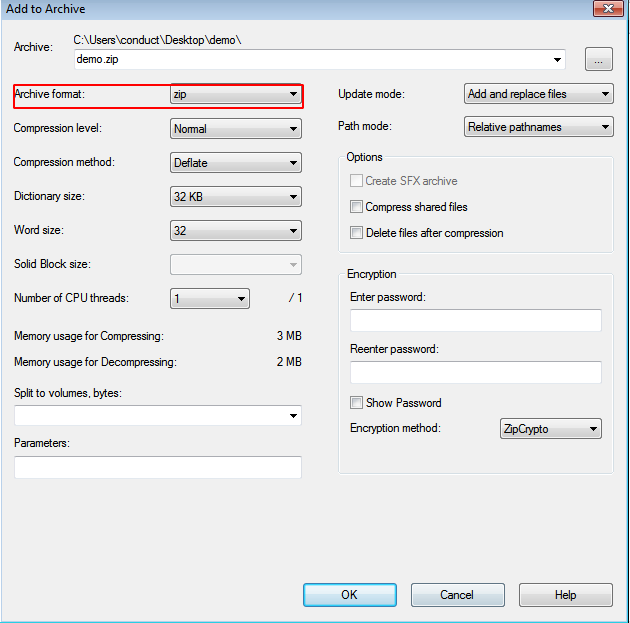 Add to Archive
Archive:
C:\Users\conduct\Desktop\demo\
demo.zip
...
Archive format:
zip
Compression level:
Normal
Compression method:
Deflate
Dictionary size:
32 KB
Word size:
32
Solid Block size:
Number of CPU threads:
1
/ 1
Memory usage for Compressing:
3 MB
Memory usage for Decompressing:
2 MB
Split to volumes, bytes:
Parameters:
Update mode:
Add and replace files
Path mode:
Relative pathnames
Options
Create SFX archive
Compress shared files
Delete files after compression
Encryption
Enter password:
Reenter password:
Show Password
Encryption method:
ZipCrypto
OK
Cancel
Help